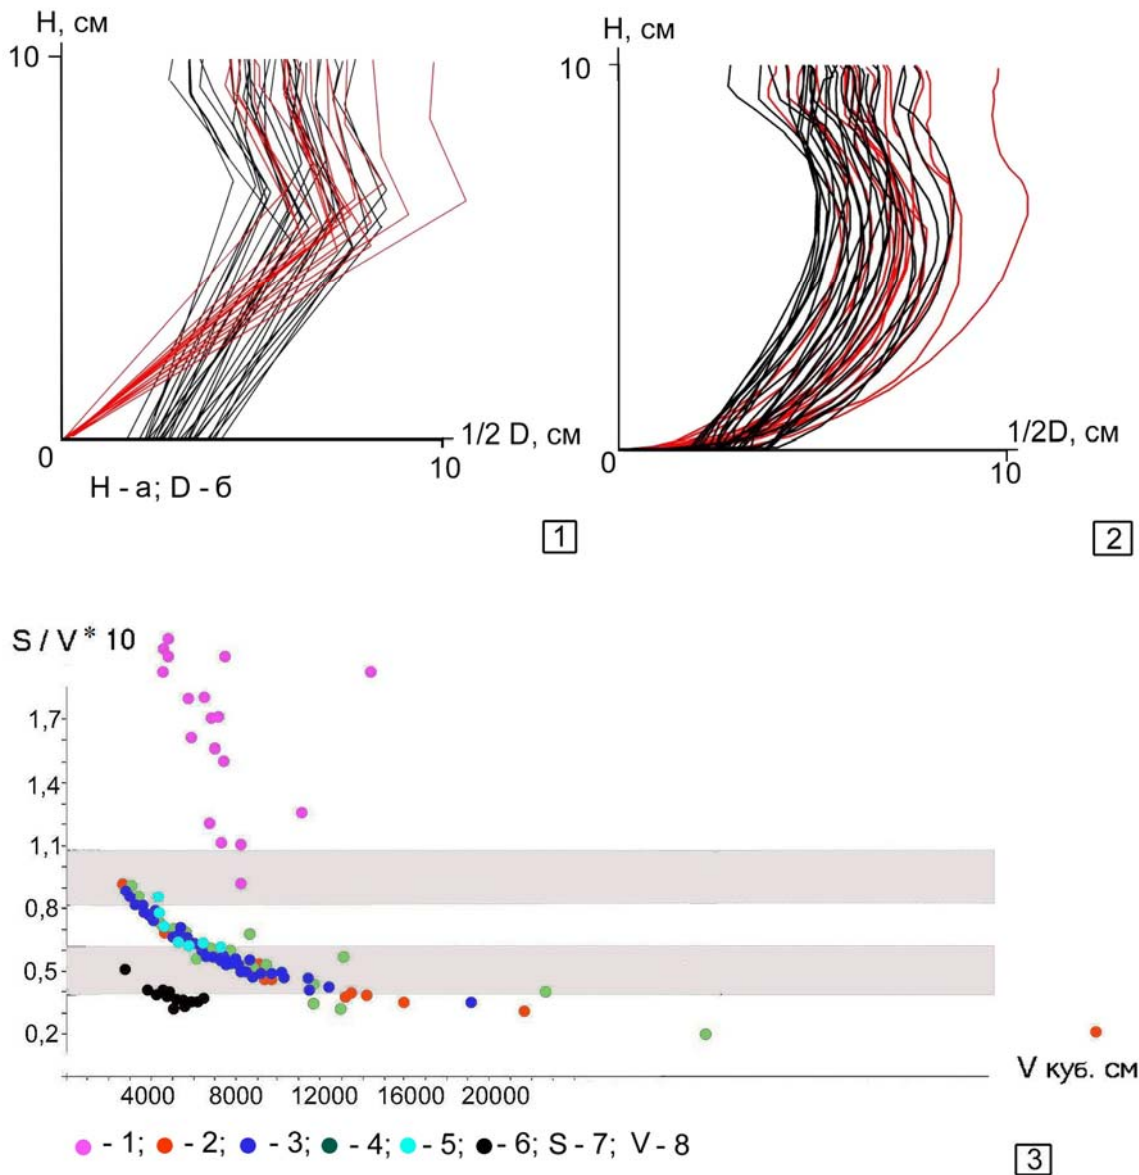 H, см
10
0
1/2 D, см
10
H - а; D - б
1
H, см
10
0
1/2D, см
10
2
S / V * 10
1,7
1,4
1,1
0,8
0,5
0,2
4000 8000 12000 16000 20000
V куб. см
- 1; - 2; - 3; - 4; - 5; - 6; S - 7; V - 8
3